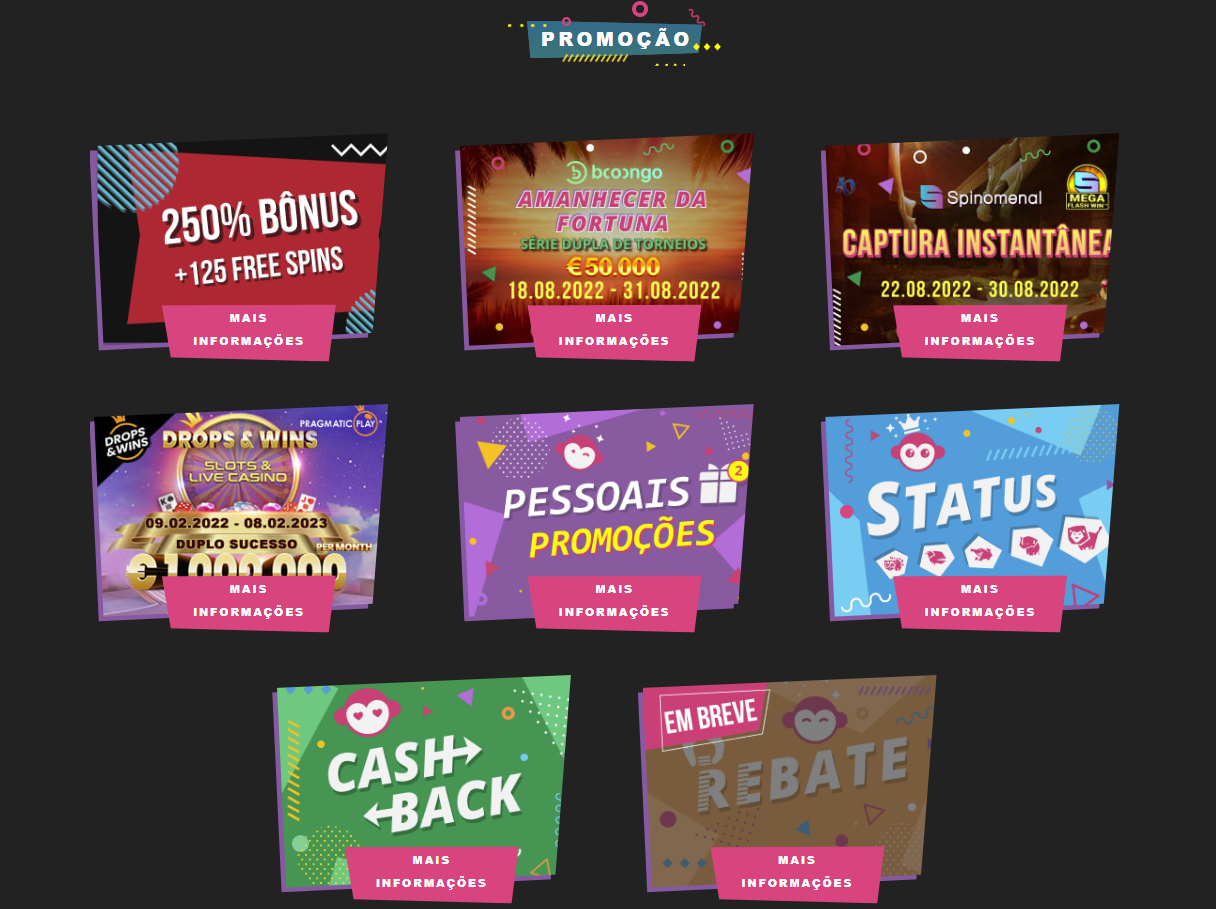 PROMOÇÃO
250% BÔNUS
+125 FREE SPINS
MAIS
INFORMAÇÕES
booongo
AMANHECER DA
FORTUNA
SÉRIE DUPLA DE TORNEIOS
€50.000
18.08.2022 - 31.08.2022
MAIS
INFORMAÇÕES
Spinomenal
MEGA
FLASH WIN
CAPTURA INSTANTÂNEA
22.08.2022 - 30.08.2022
MAIS
INFORMAÇÕES
DROPS
&WINS
PRAGMATIC PLAY
DROPS & WINS
SLOTS &
LIVE CASINO
09.02.2022 - 08.02.2023
DUPLO SUCESSO
PER MONTH
€1.000.000
MAIS
INFORMAÇÕES
2
PESSOAIS
PROMOÇÕES
MAIS
INFORMAÇÕES
STATUS
MAIS
INFORMAÇÕES
CASH
BACK
MAIS
INFORMAÇÕES
EM BREVE
REBATE
MAIS
INFORMAÇÕES